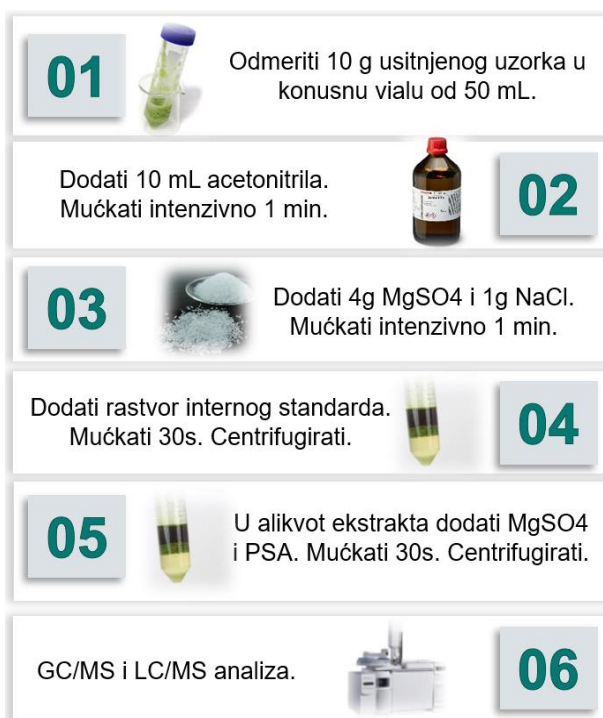 01
Odmeriti 10 g usitnjenog uzorka u
konusnu vialu od 50 mL.
Dodati 10 mL acetonitrila.
Mućkati intenzivno 1 min.
02
03
Dodati 4g MgSO4 i 1g NaCl.
Mućkati intenzivno 1 min.
Dodati rastvor internog standarda.
Mućkati 30s. Centrifugirati.
04
05
U alikvot ekstrakta dodati MgSO4
i PSA. Mućkati 30s. Centrifugirati.
GC/MS i LC/MS analiza.
06